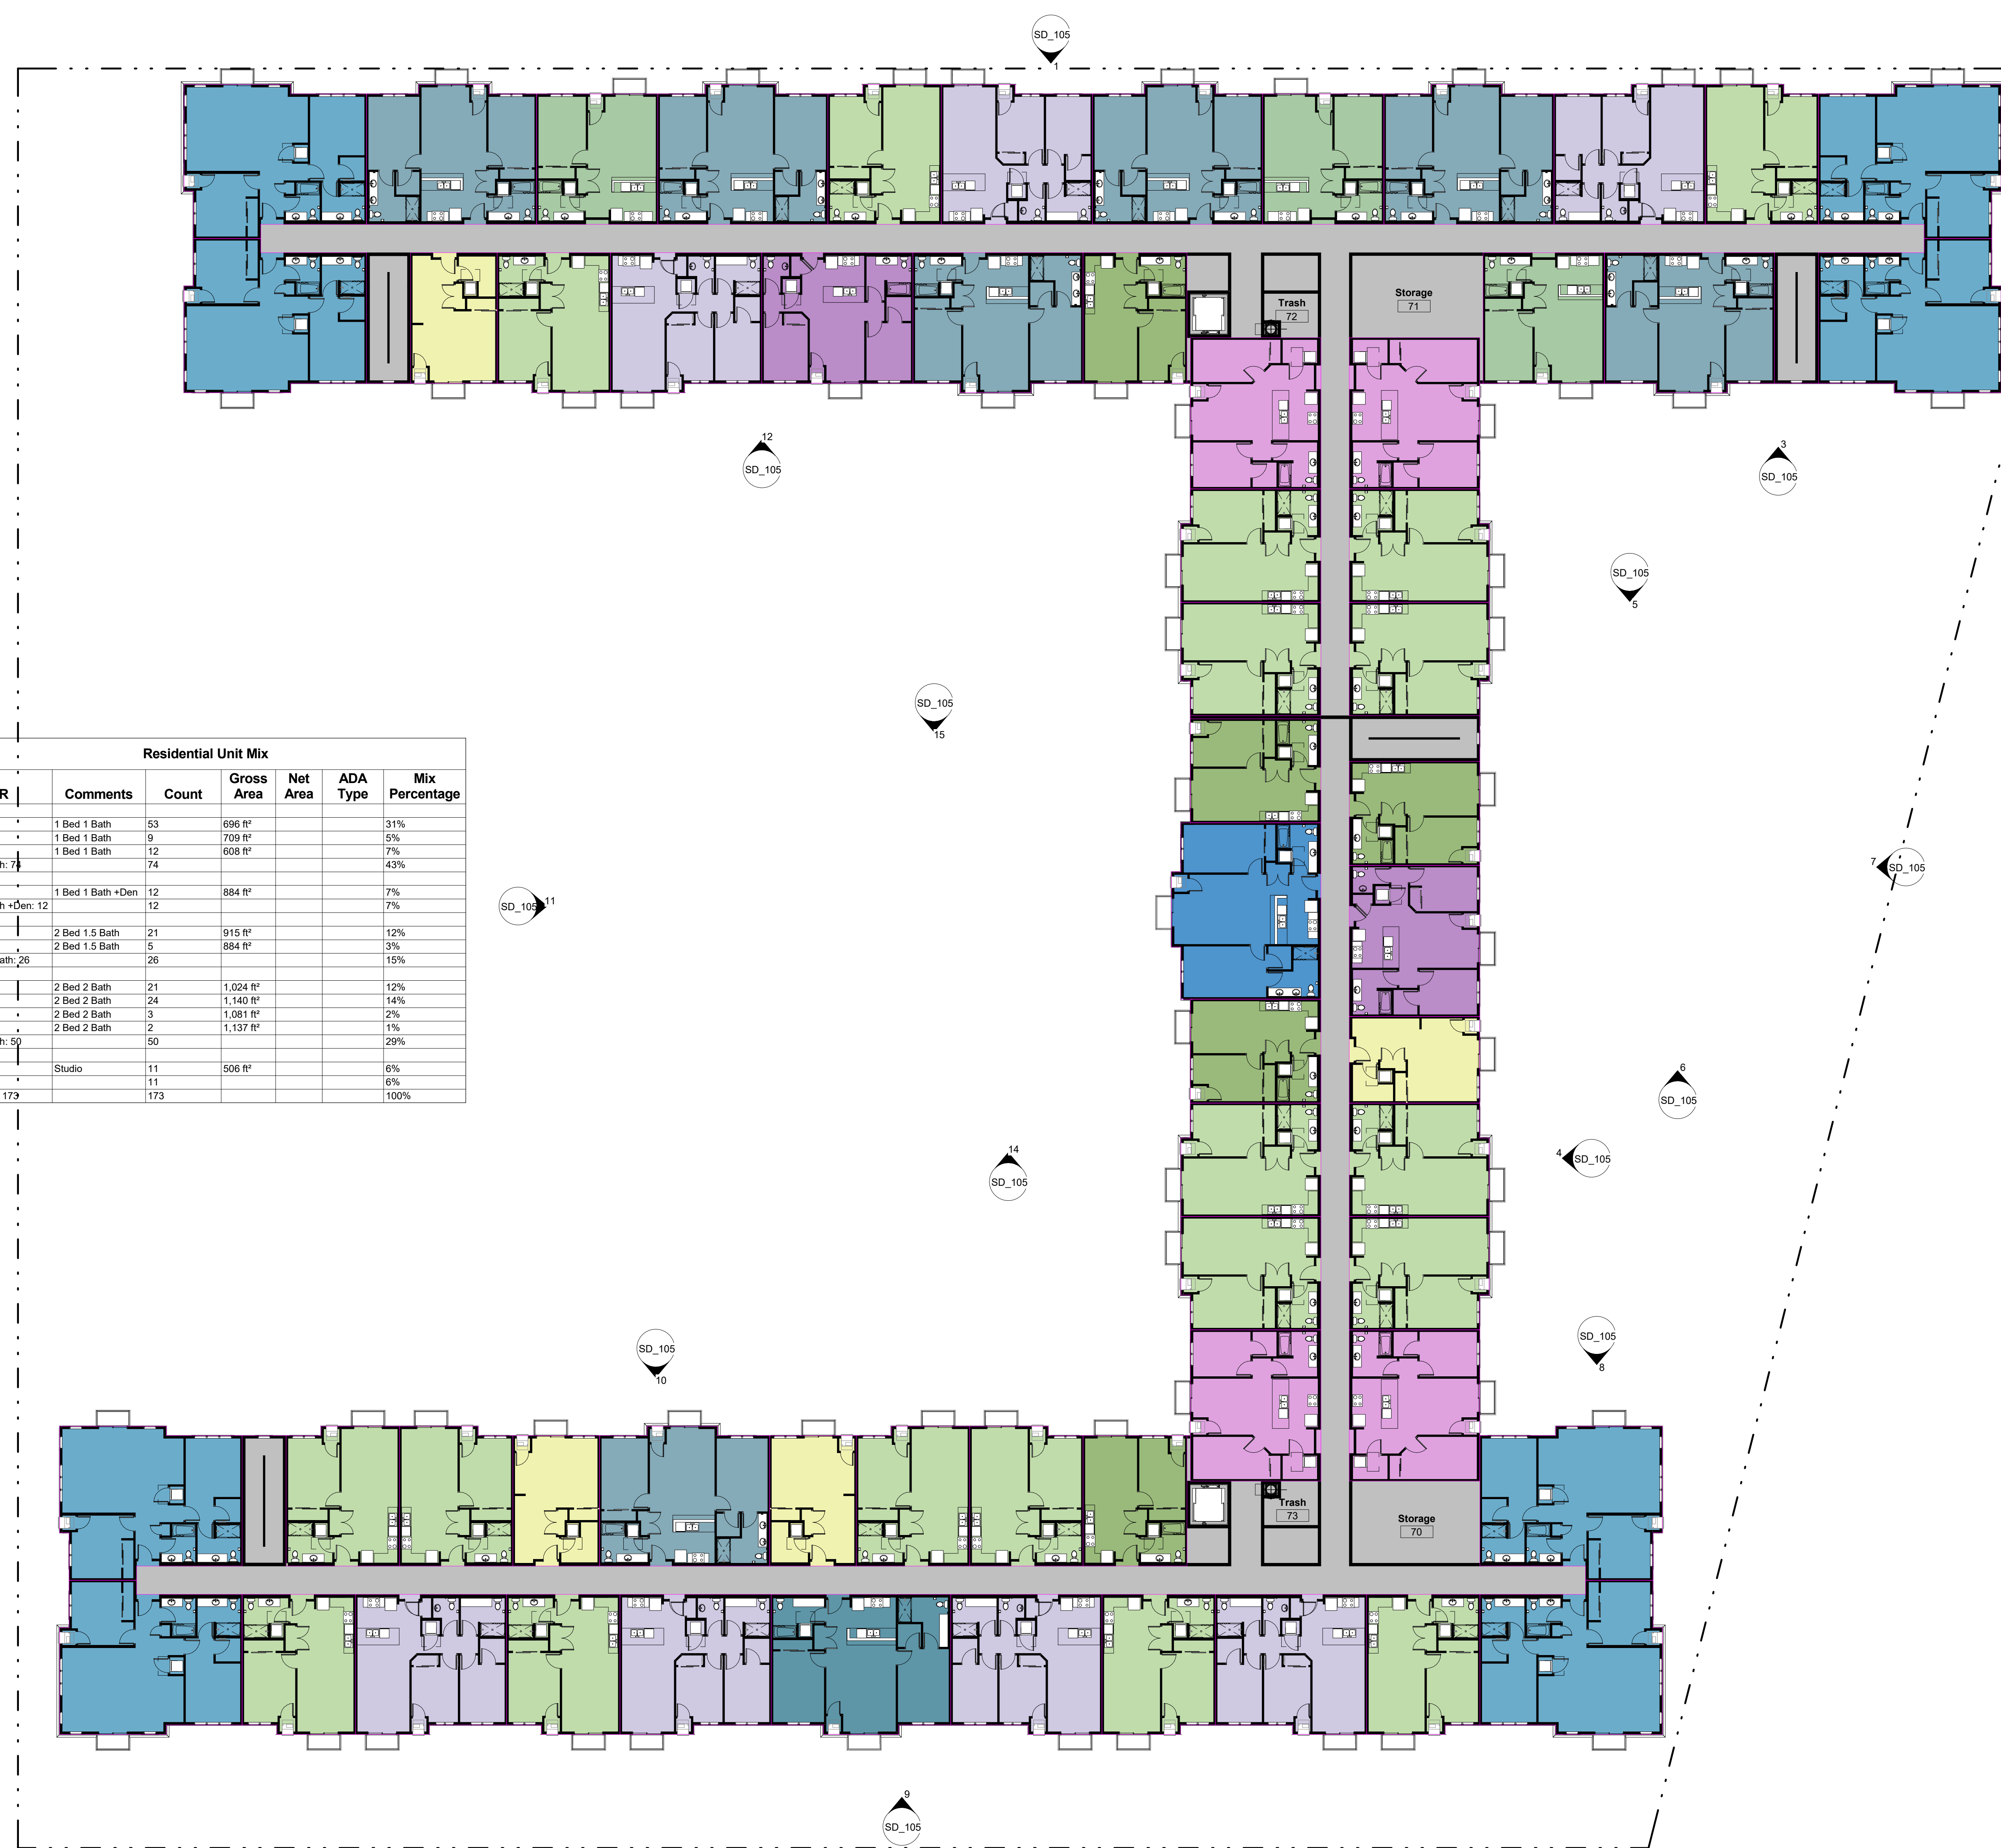 SD_105
1
Trash
72
Storage
71
12
SD_105
3
SD_105
SD_105
5
SD_105
15
Residential Unit Mix
R Comments Count Gross Area Net Area ADA Type Mix Percentage
1 Bed 1 Bath 53 696 ft² 31%
1 Bed 1 Bath 9 709 ft² 5%
1 Bed 1 Bath 12 608 ft² 7%
h: 74 74 43%
1 Bed 1 Bath +Den 12 884 ft² 7%
h +Den: 12 12 7%
2 Bed 1.5 Bath 21 915 ft² 12%
2 Bed 1.5 Bath 5 884 ft² 3%
ath: 26 26 15%
2 Bed 2 Bath 21 1,024 ft² 12%
2 Bed 2 Bath 24 1,140 ft² 14%
2 Bed 2 Bath 3 1,081 ft² 2%
2 Bed 2 Bath 2 1,137 ft² 1%
h: 50 50 29%
Studio 11 506 ft² 6%
11 6%
173 173 100%
SD_105 11
7 SD_105
6
SD_105
14
SD_105
4 SD_105
SD_105
10
SD_105
8
Trash
73
Storage
70
9
SD_105